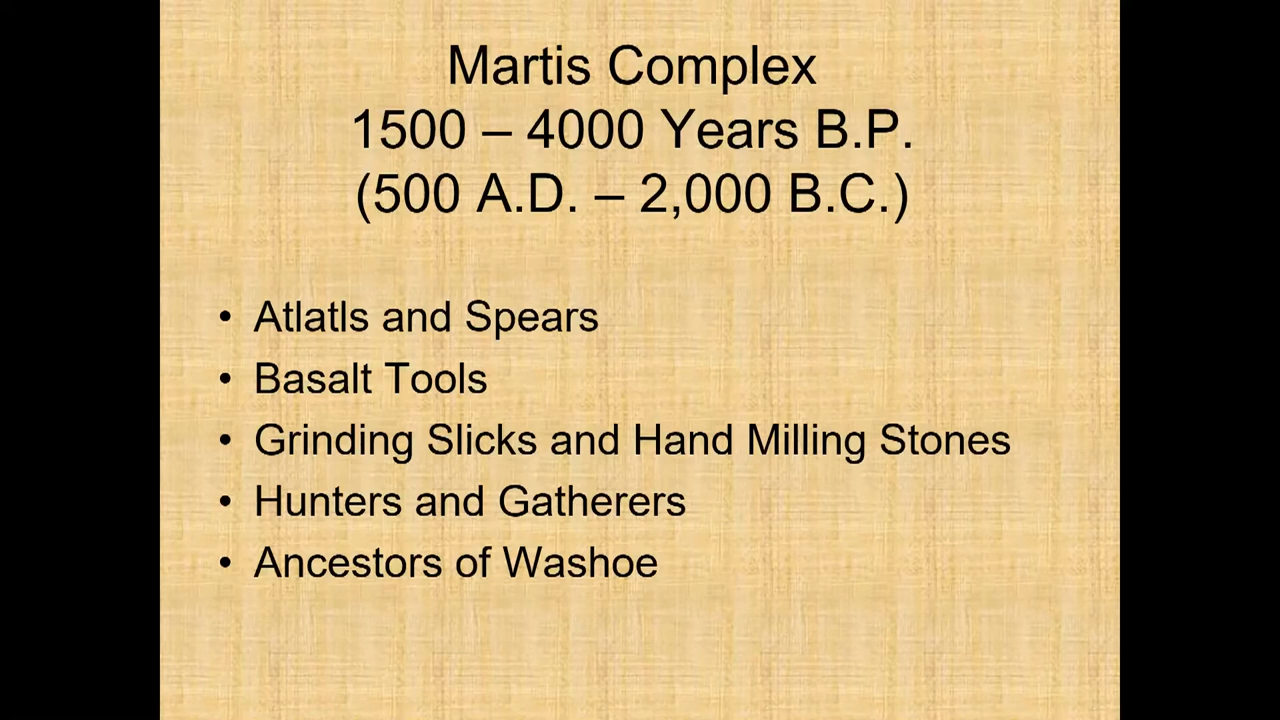 Martis Complex
1500 – 4000 Years B.P.
(500 A.D. – 2,000 B.C.)
• Atlatls and Spears
• Basalt Tools
• Grinding Slicks and Hand Milling Stones
• Hunters and Gatherers
• Ancestors of Washoe